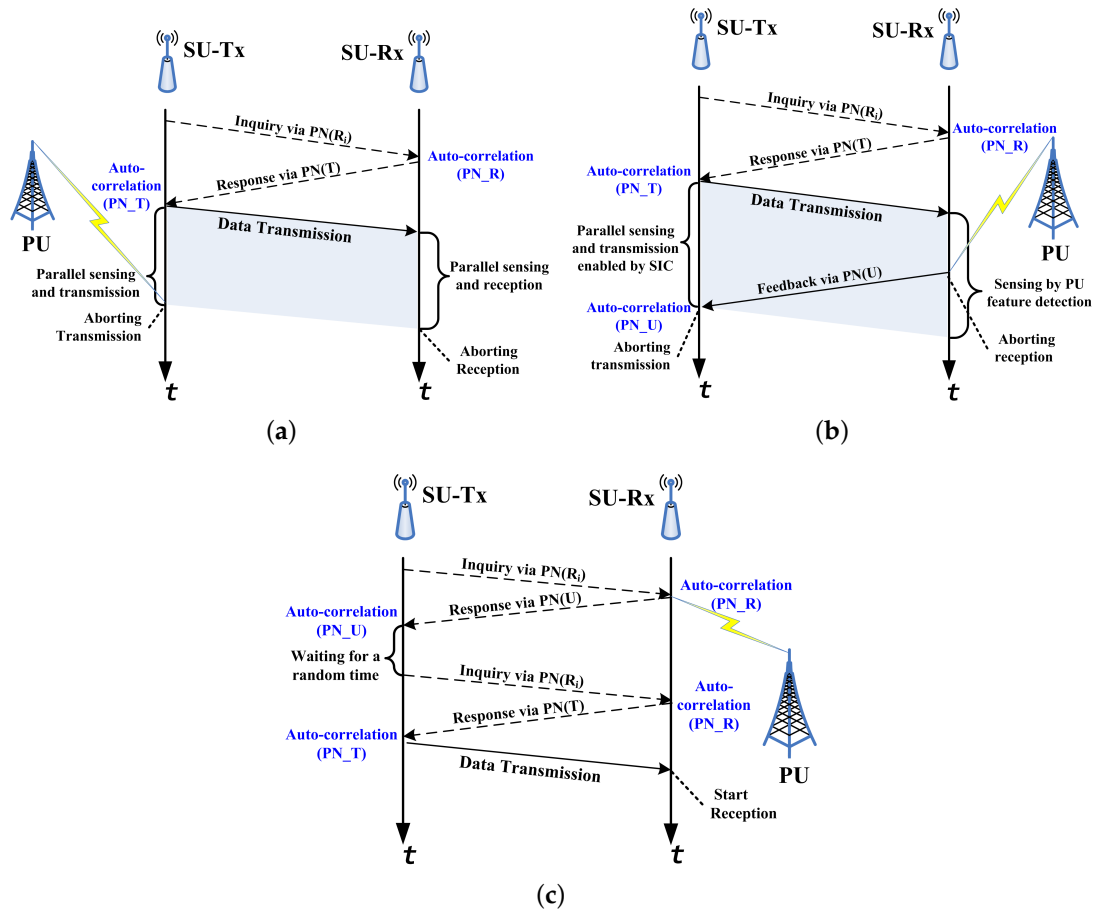 SU-Tx
SU-Rx
Inquiry via PN(Ri)
Auto-correlation
(PN_R)
Response via PN(T)
Auto-
correlation
(PN_T)
PU
Data Transmission
Parallel sensing
and transmission
Parallel sensing
and reception
Aborting
Transmission
Aborting
Reception
t
t
(a)
SU-Tx
SU-Rx
Inquiry via PN(Ri)
Auto-correlation
(PN_R)
Response via PN(T)
Auto-correlation
(PN_T)
Data Transmission
PU
Parallel sensing
and transmission
enabled by SIC
Feedback via PN(U)
Sensing by PU
feature detection
Auto-correlation
(PN_U)
Aborting
transmission
Aborting
reception
t
t
(b)
SU-Tx
SU-Rx
Inquiry via PN(Ri)
Auto-correlation
(PN_R)
Response via PN(U)
Auto-correlation
(PN_U)
Waiting for a
random time
Inquiry via PN(Ri)
Auto-
correlation
(PN_R)
Response via PN(T)
Auto-correlation
(PN_T)
PU
Data Transmission
Start
Reception
t
t
(c)